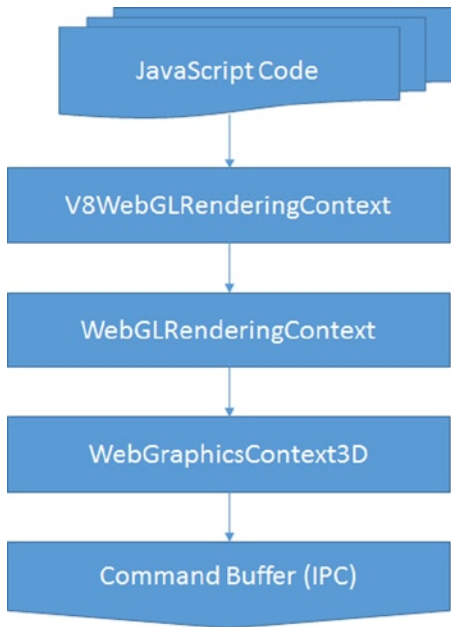 JavaScript Code
V8WebGLRenderingContext
WebGLRenderingContext
WebGraphicsContext3D
Command Buffer (IPC)